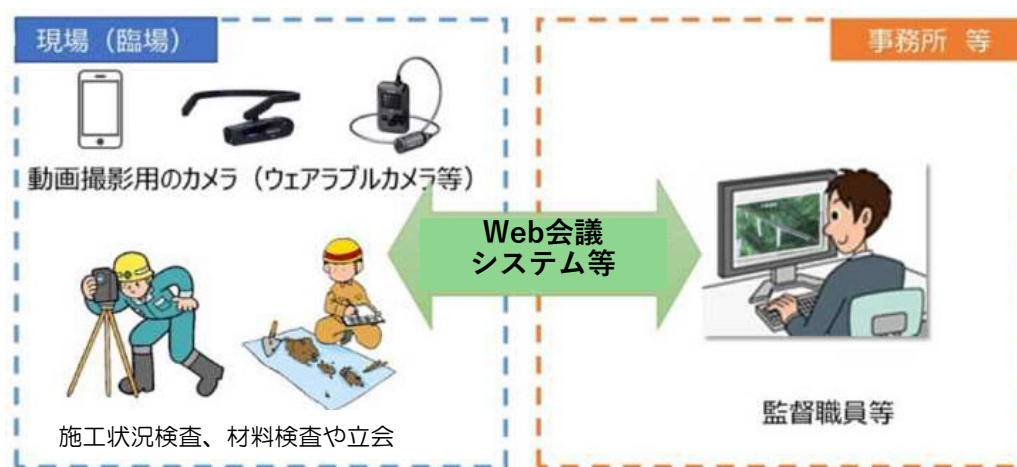 現場（臨場）
動画撮影用のカメラ（ウェアラブルカメラ等）
施工状況検査、材料検査や立会
Web会議
システム等
事務所 等
監督職員等